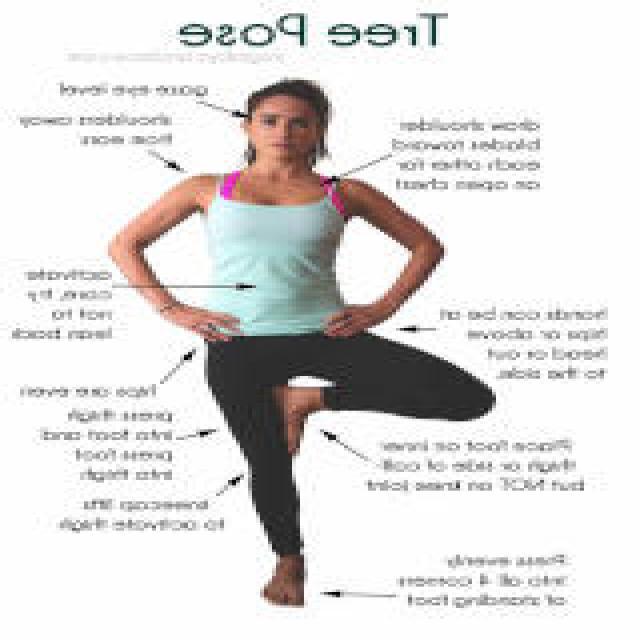 Tree Pose
gaze eye level
shoulders away
from ears
draw shoulder
blades toward
each other for
an open chest
activate
core, try
not to
lean back
hands can be at
hips or above
head or out
to the side
hips are even
press thigh
into foot and
press foot
into thigh
Place foot on inner
thigh or side of calf
but NOT on knee joint
kneecap lifts
to activate thigh
Press evenly
into all 4 corners
of standing foot